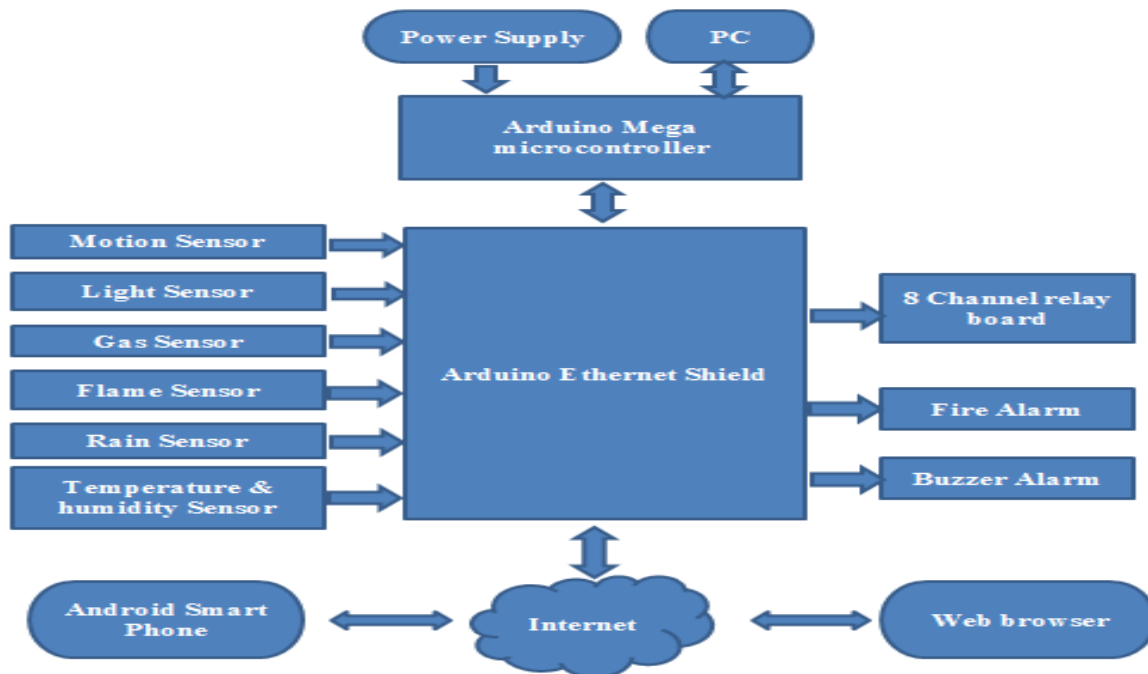 Power Supply
PC
Arduino Mega
microcontroller
Motion Sensor
Light Sensor
Gas Sensor
Flame Sensor
Rain Sensor
Temperature &
humidity Sensor
Arduino Ethernet Shield
8 Channel relay
board
Fire Alarm
Buzzer Alarm
Android Smart
Phone
Internet
Web browser